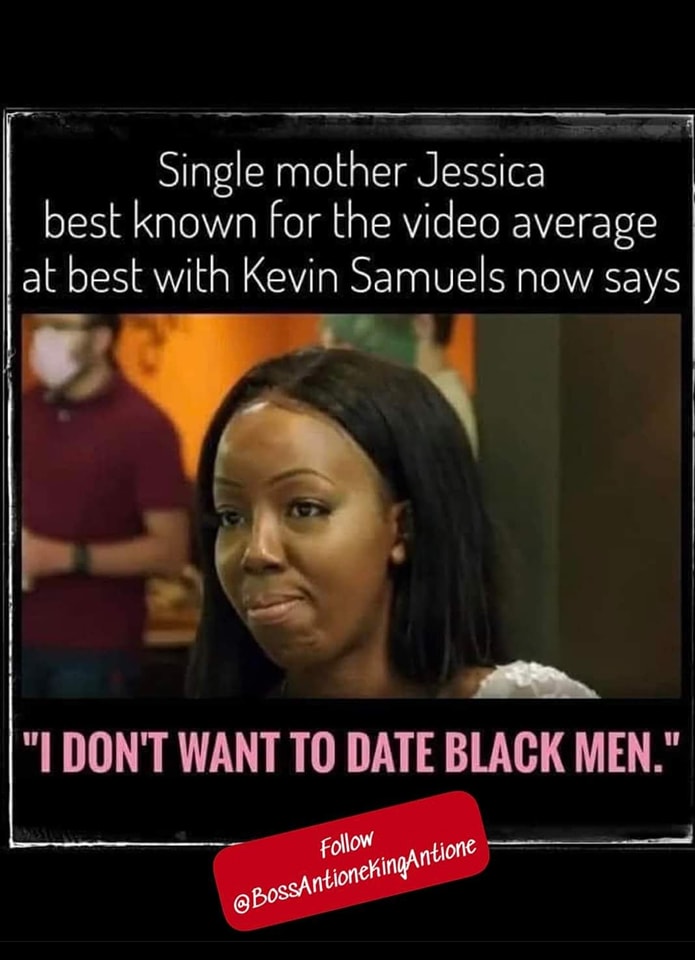 Single mother Jessica
best known for the video average
at best with Kevin Samuels now says
"I DON'T WANT TO DATE BLACK MEN."
Follow
@BossAntioneKingAntione